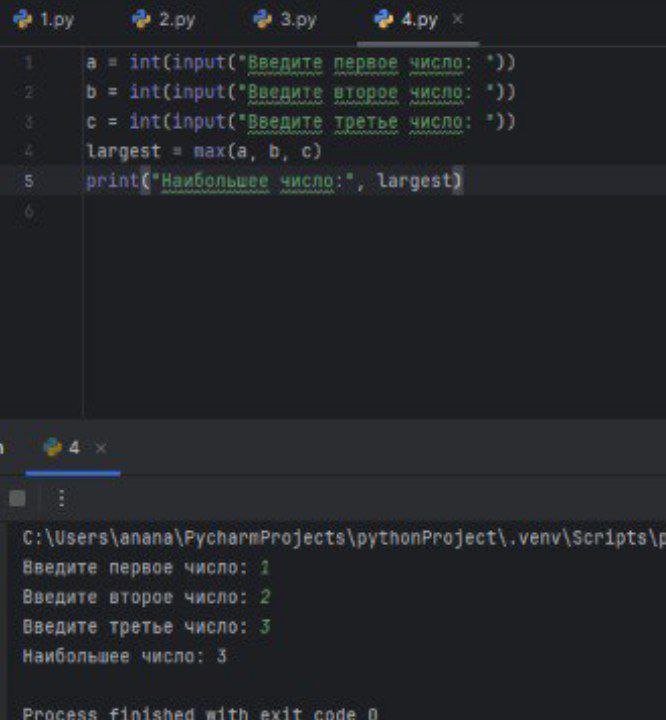 1.py 2.py 3.py 4.py ×
1 a = int(input("Введите первое число: "))
2 b = int(input("Введите второе число: "))
3 c = int(input("Введите третье число: "))
4 largest = max(a, b, c)
5 print("Наибольшее число:", largest)
6
4 ×
C:\Users\anana\PycharmProjects\pythonProject\.venv\Scripts\p
Введите первое число: 1
Введите второе число: 2
Введите третье число: 3
Наибольшее число: 3
Process finished with exit code 0